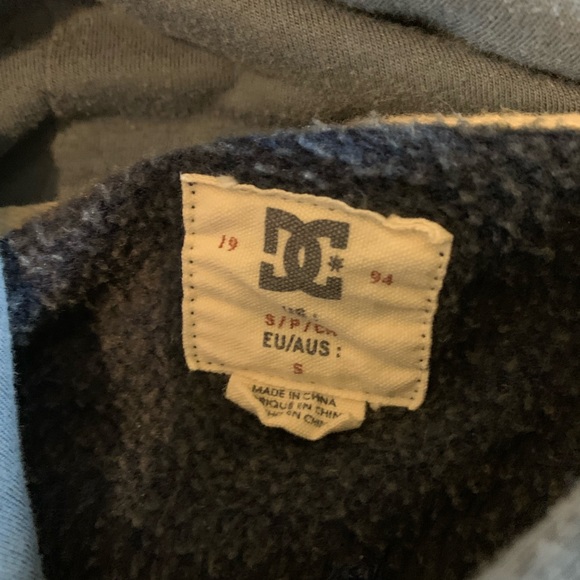 DC*
19 94
S/P/CH
EU/AUS :
S
MADE IN CHINA